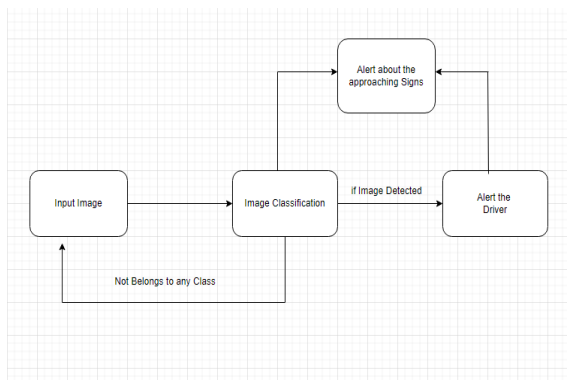 Alert about the
approaching Signs
Input Image
Image Classification
if Image Detected
Alert the
Driver
Not Belongs to any Class